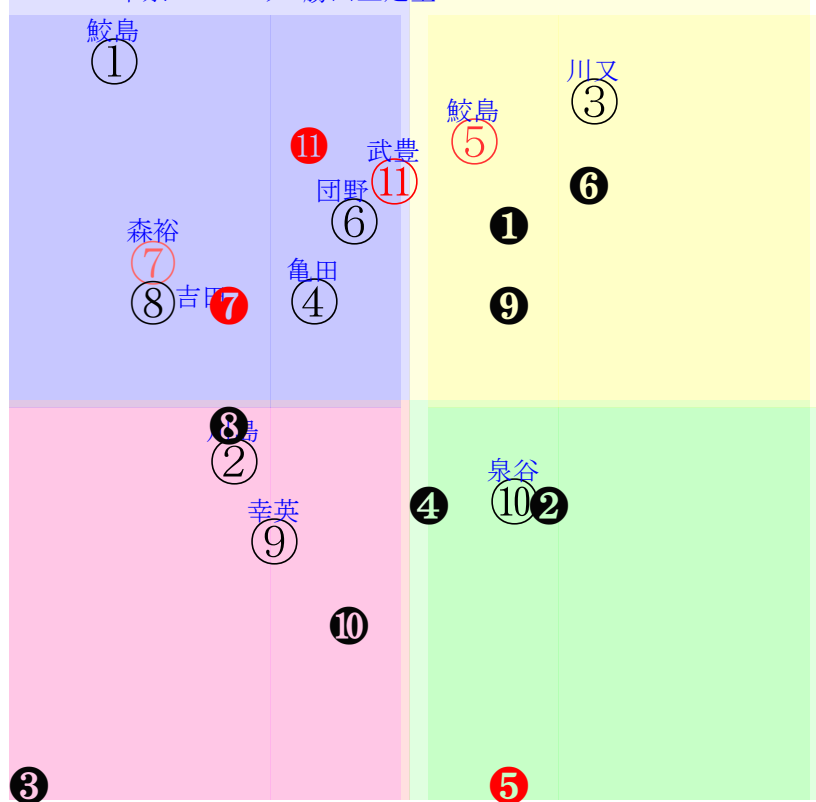 鮫島
①
川又
③
鮫島
⑤
⓫
武豊
⑪
団野
⑥
❻
❶
森裕
⑦
亀田
④
⑧
吉田
❼
❾
❽
島
②
泉谷
⑩
❹
❷
幸英
⑨
❿
❸
❺